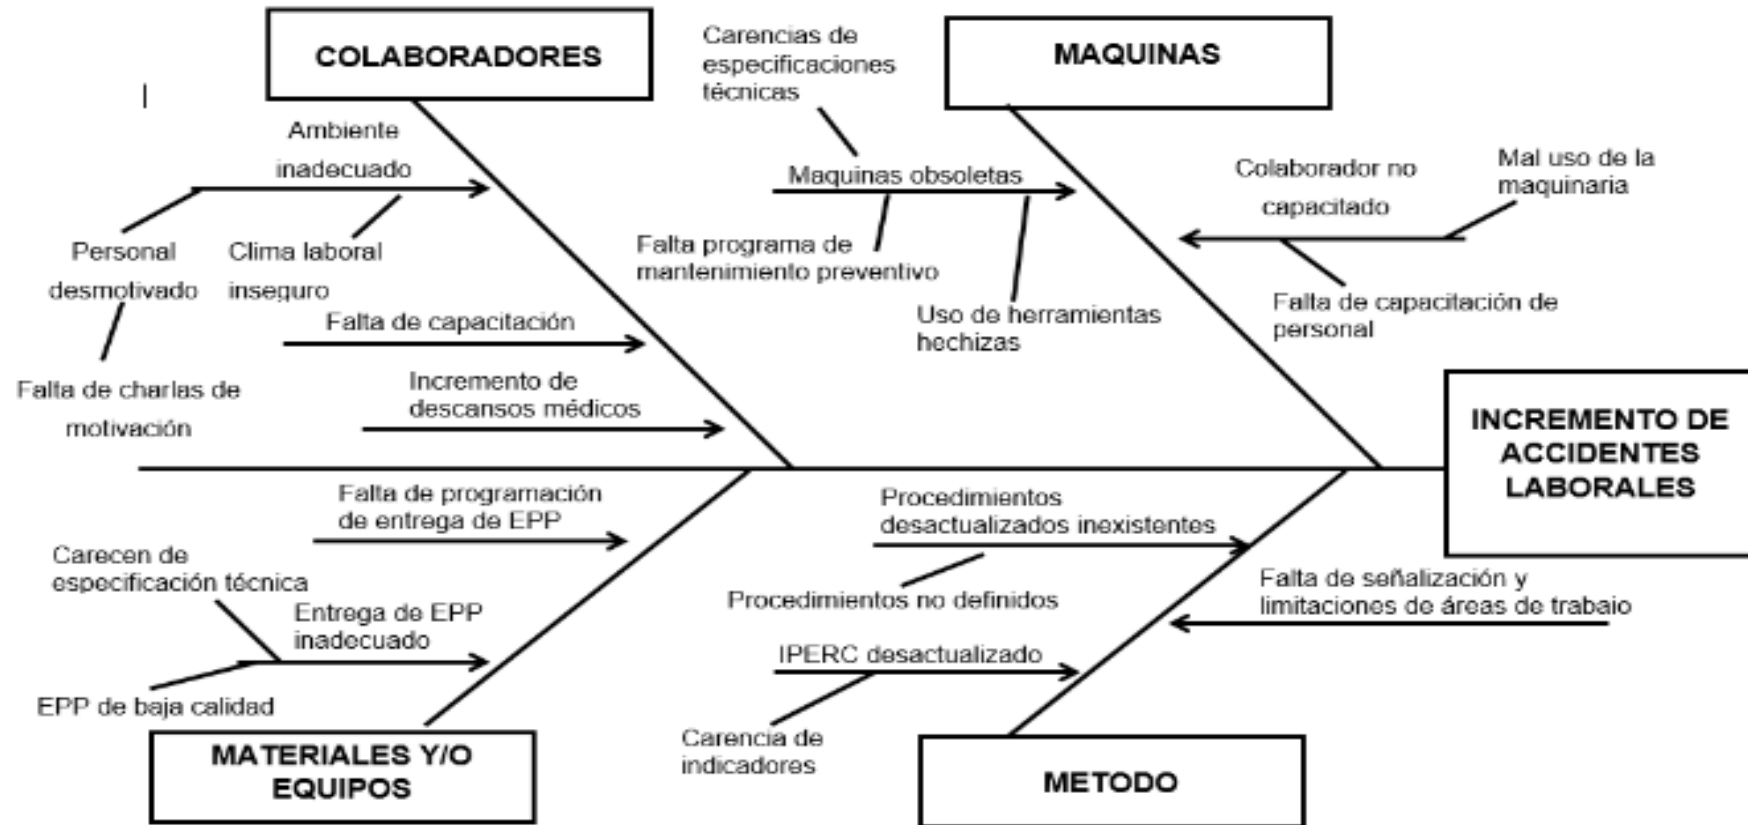 COLABORADORES
Ambiente
inadecuado
Personal
desmotivado
Clima laboral
inseguro
Falta de charlas de
motivación
Falta de capacitación
Incremento de
descansos médicos
MAQUINAS
Carencias de
especificaciones
técnicas
Maquinas obsoletas
Falta programa de
mantenimiento preventivo
Uso de herramientas
hechizas
Colaborador no
capacitado
Mal uso de la
maquinaria
Falta de capacitación de
personal
INCREMENTO DE
ACCIDENTES
LABORALES
Falta de programación
de entrega de EPP
Carecen de
especificación técnica
Entrega de EPP
inadecuado
EPP de baja calidad
MATERIALES Y/O
EQUIPOS
Procedimientos
desactualizados inexistentes
Procedimientos no definidos
Falta de señalización y
limitaciones de áreas de trabajo
IPERC desactualizado
Carencia de
indicadores
METODO